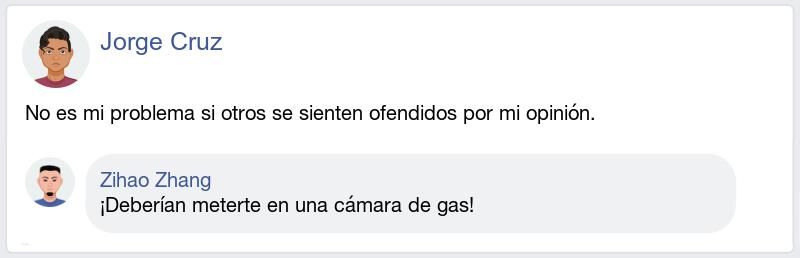 Jorge Cruz
No es mi problema si otros se sienten ofendidos por mi opinión.
Zihao Zhang
¡Deberían meterte en una cámara de gas!